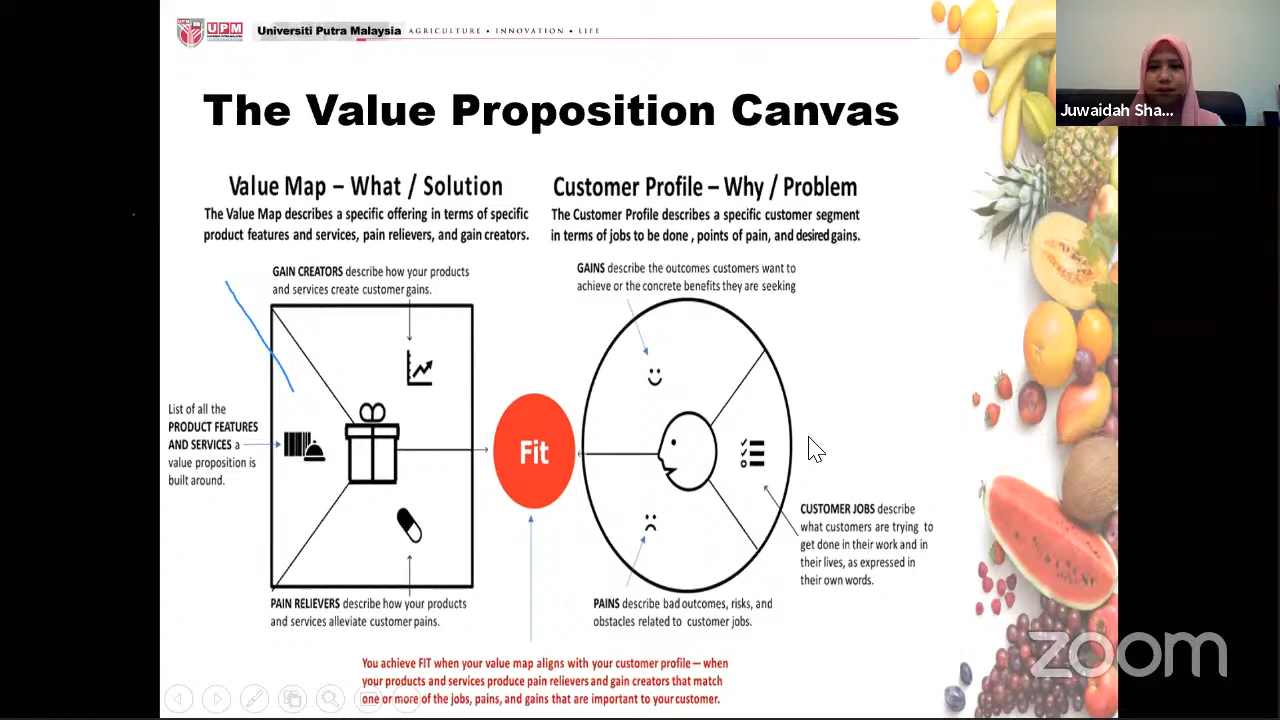 UPM
Universiti Putra Malaysia AGRICULTURE • INNOVATION • LIFE
Juwaidah Sha...
The Value Proposition Canvas
Value Map – What / Solution
The Value Map describes a specific offering in terms of specific
product features and services, pain relievers, and gain creators.
Customer Profile – Why / Problem
The Customer Profile describes a specific customer segment
in terms of jobs to be done , points of pain, and desired gains.
GAIN CREATORS describe how your products
and services create customer gains.
GAINS describe the outcomes customers want to
achieve or the concrete benefits they are seeking
List of all the
PRODUCT FEATURES
AND SERVICES a
value proposition is
built around.
Fit
CUSTOMER JOBS describe
what customers are trying to
get done in their work and in
their lives, as expressed in
their own words.
PAIN RELIEVERS describe how your products
and services alleviate customer pains.
PAINS describe bad outcomes, risks, and
obstacles related to customer jobs.
You achieve FIT when your value map aligns with your customer profile — when
your products and services produce pain relievers and gain creators that match
one or more of the jobs, pains, and gains that are important to your customer.
zoom